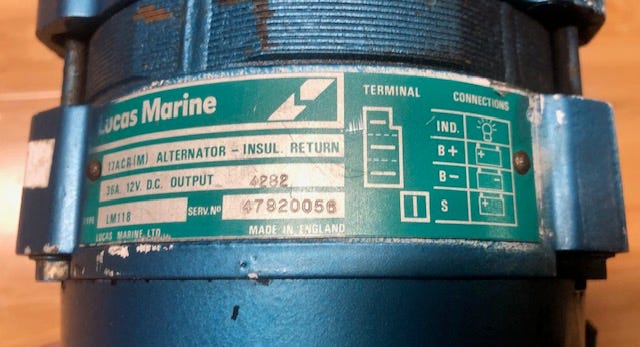 Lucas Marine
17ACR(M) ALTERNATOR - INSUL. RETURN
36A. 12V. D.C. OUTPUT 4282
TYPE LM118 SERV. Nº 47920056
LUCAS MARINE LTD. MADE IN ENGLAND
TERMINAL CONNECTIONS
IND.
B+
B-
S